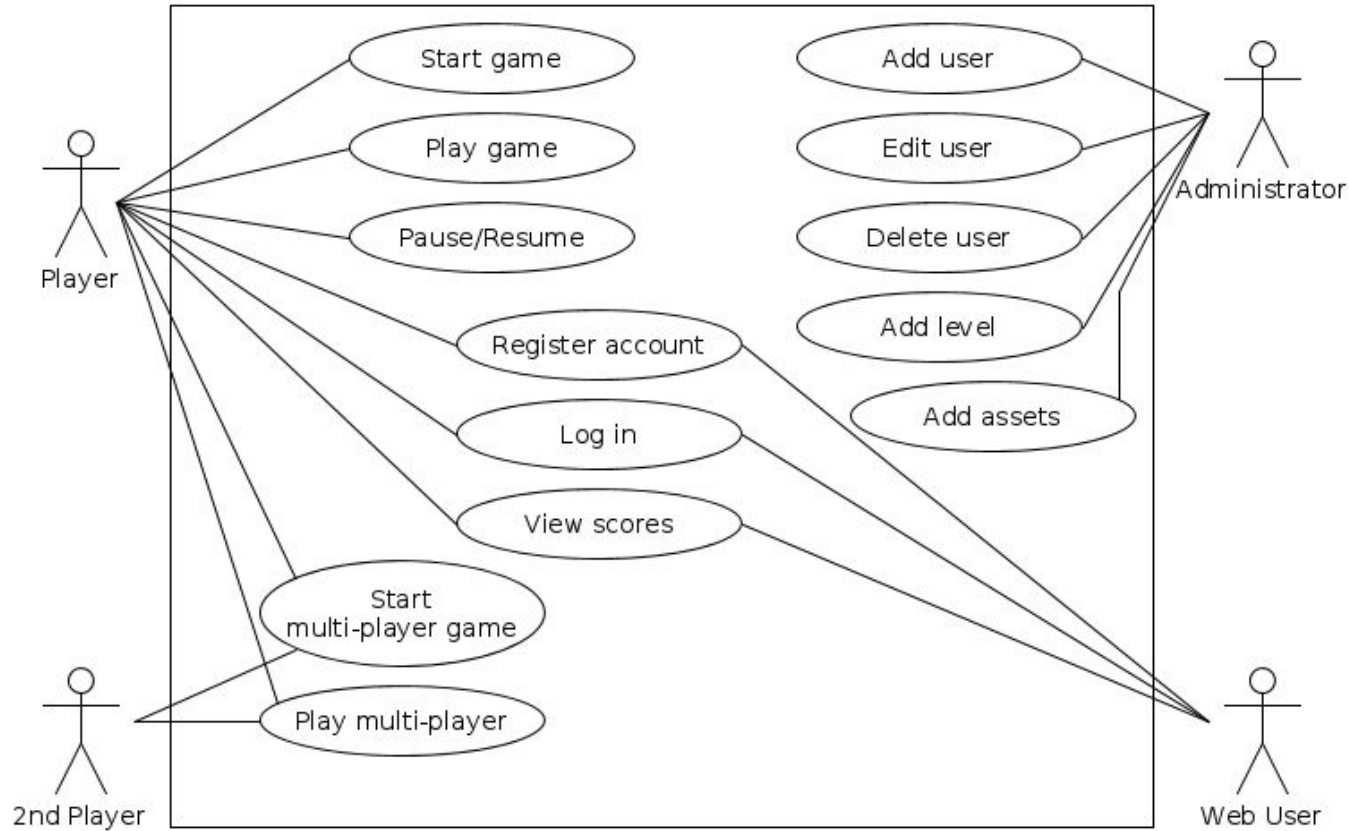 Start game
Add user
Play game
Edit user
Administrator
Pause/Resume
Delete user
Player
Add level
Register account
Add assets
Log in
View scores
Start
multi-player game
Play multi-player
2nd Player
Web User